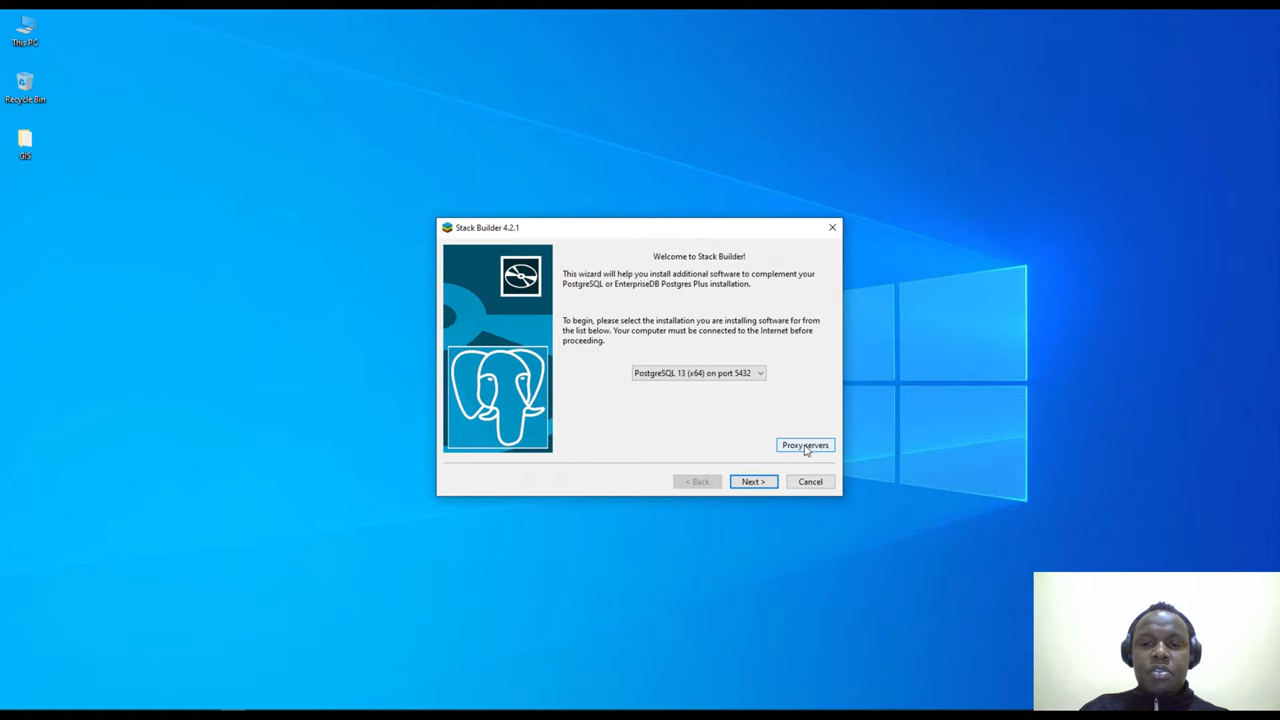 This PC
Recycle Bin
GIS
Stack Builder 4.2.1
Welcome to Stack Builder!
This wizard will help you install additional software to complement your
PostgreSQL or EnterpriseDB Postgres Plus installation.
To begin, please select the installation you are installing software for from
the list below. Your computer must be connected to the Internet before
proceeding.
PostgreSQL 13 (x64) on port 5432
Proxy servers
< Back
Next >
Cancel